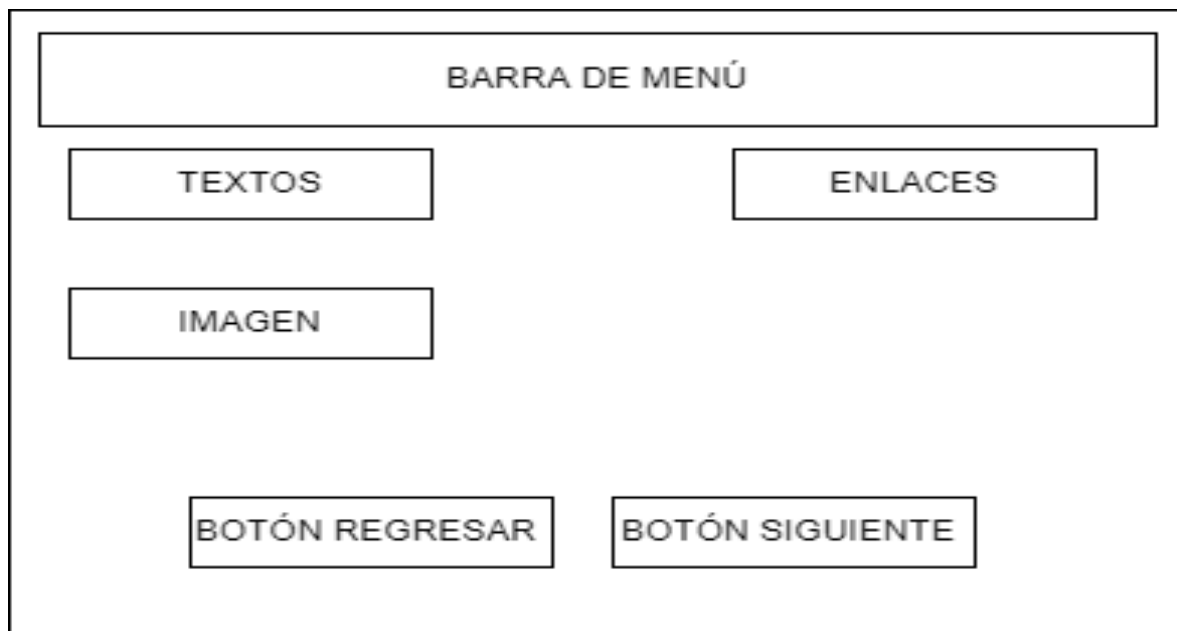 BARRA DE MENÚ
TEXTOS
ENLACES
IMAGEN
BOTÓN REGRESAR
BOTÓN SIGUIENTE